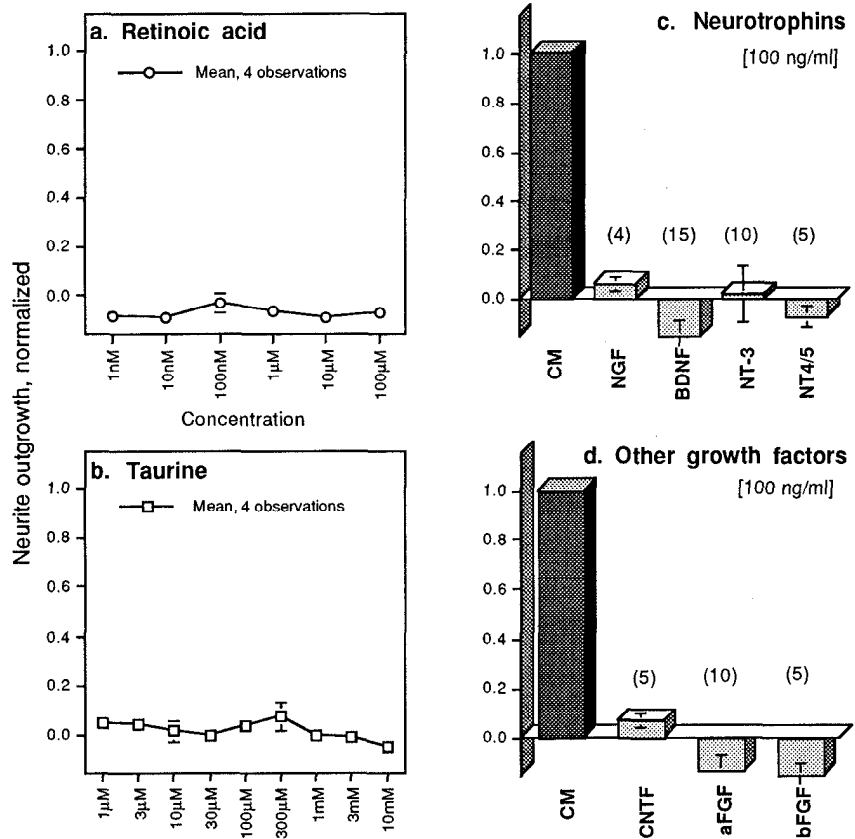 Neurite outgrowth, normalized
a. Retinoic acid
Mean, 4 observations
1.0
0.8
0.6
0.4
0.2
0.0
1nM
10nM
100nM
1µM
10µM
100µM
Concentration
b. Taurine
Mean, 4 observations
1.0
0.8
0.6
0.4
0.2
0.0
1µM
3µM
10µM
30µM
100µM
300µM
1mM
3mM
10mM
c. Neurotrophins
[100 ng/ml]
1.0
0.8
0.6
0.4
0.2
0.0
(4)
(15)
(10)
(5)
CM
NGF
BDNF
NT-3
NT4/5
d. Other growth factors
[100 ng/ml]
1.0
0.8
0.6
0.4
0.2
0.0
(5)
(10)
(5)
CM
CNTF
aFGF
bFGF